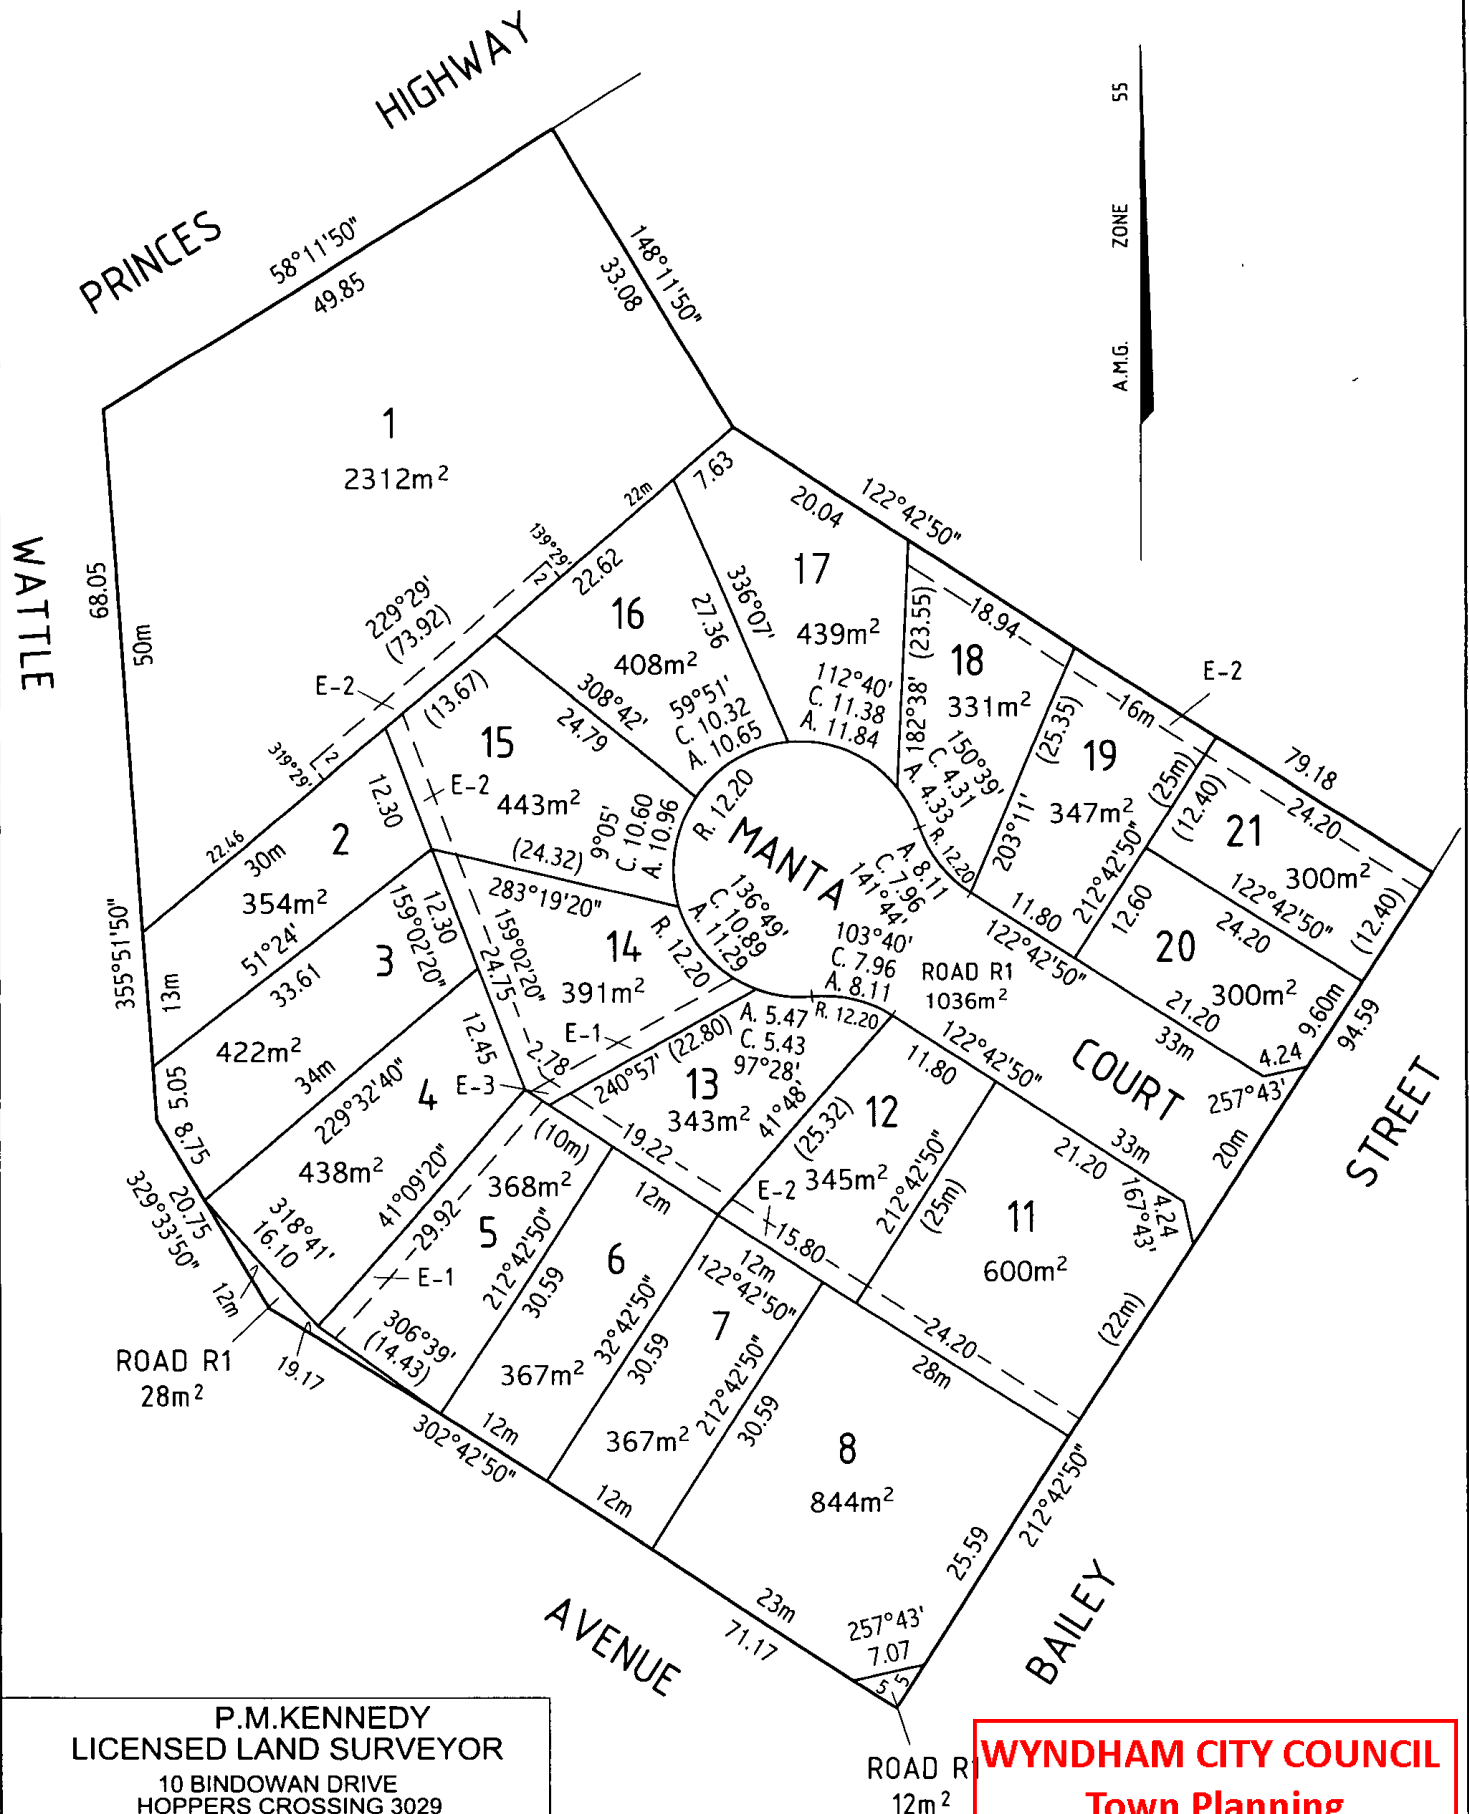 PRINCES HIGHWAY
58°11'50"
49.85
148°11'50"
33.08
A.M.G. ZONE 55
1
2312m²
WATTLE
68.05
50m
355°51'50"
7.63
22m
139°29'
2
22.62
229°29'
(73.92)
E-2
319°29'
2
22.46
30m
(13.67)
20.04
122°42'50"
17
439m²
336°07'
27.36
112°40'
C. 11.38
A. 11.84
16
408m²
59°51'
C. 10.32
A. 10.65
308°42'
24.79
(23.55)
182°38'
18.94
18
331m²
150°39'
C. 4.31
A. 4.33
(25.35)
203°11'
16m
E-2
19
347m²
(25m)
(12.40)
212°42'50"
79.18
24.20
21
300m²
122°42'50"
24.20
(12.40)
12.60
20
300m²
21.20
33m
9.60m
94.59
4.24
257°43'
11.80
122°42'50"
15
443m²
E-2
12.30
9°05'
C. 10.60
A. 10.96
R. 12.20
(24.32)
283°19'20"
2
354m²
51°24'
33.61
MANTA COURT
R. 12.20
A. 8.11
C. 7.96
141°44'
136°49'
C. 10.89
A. 11.29
R. 12.20
103°40'
C. 7.96
A. 8.11
R. 12.20
ROAD R1
1036m²
12.30
159°02'20"
159°02'20"
24.75
3
422m²
13m
5.05
8.75
34m
12.45
14
391m²
E-1
2.78
E-3
229°32'40"
4
438m²
240°57'
(22.80)
A. 5.47
C. 5.43
97°28'
13
343m²
41°48'
(25.32)
19.22
122°42'50"
11.80
12
345m²
E-2
15.80
212°42'50"
(25m)
21.20
33m
4.24
167°43'
20m
11
600m²
(22m)
24.20
28m
STREET
41°09'20"
29.92
(10m)
368m²
5
E-1
212°42'50"
30.59
306°39'
(14.43)
318°41'
16.10
20.75
329°33'50"
12m
19.17
ROAD R1
28m²
12m
6
367m²
32°42'50"
30.59
12m
302°42'50"
12m
122°42'50"
7
367m²
212°42'50"
30.59
12m
8
844m²
212°42'50"
25.59
23m
71.17
257°43'
7.07
5
5
AVENUE
BAILEY
ROAD R1
12m²
P.M.KENNEDY
LICENSED LAND SURVEYOR
10 BINDOWAN DRIVE
HOPPERS CROSSING 3029
WYNDHAM CITY COUNCIL
Town Planning